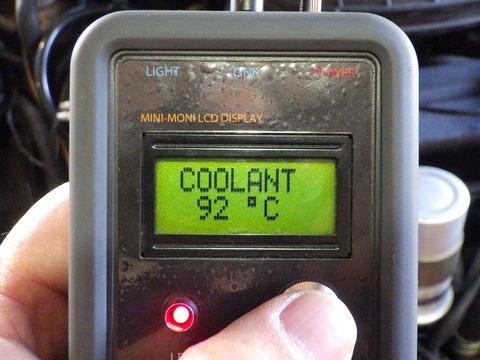 LIGHT LINK POWER
MINI-MONI LCD DISPLAY
COOLANT
92 °C